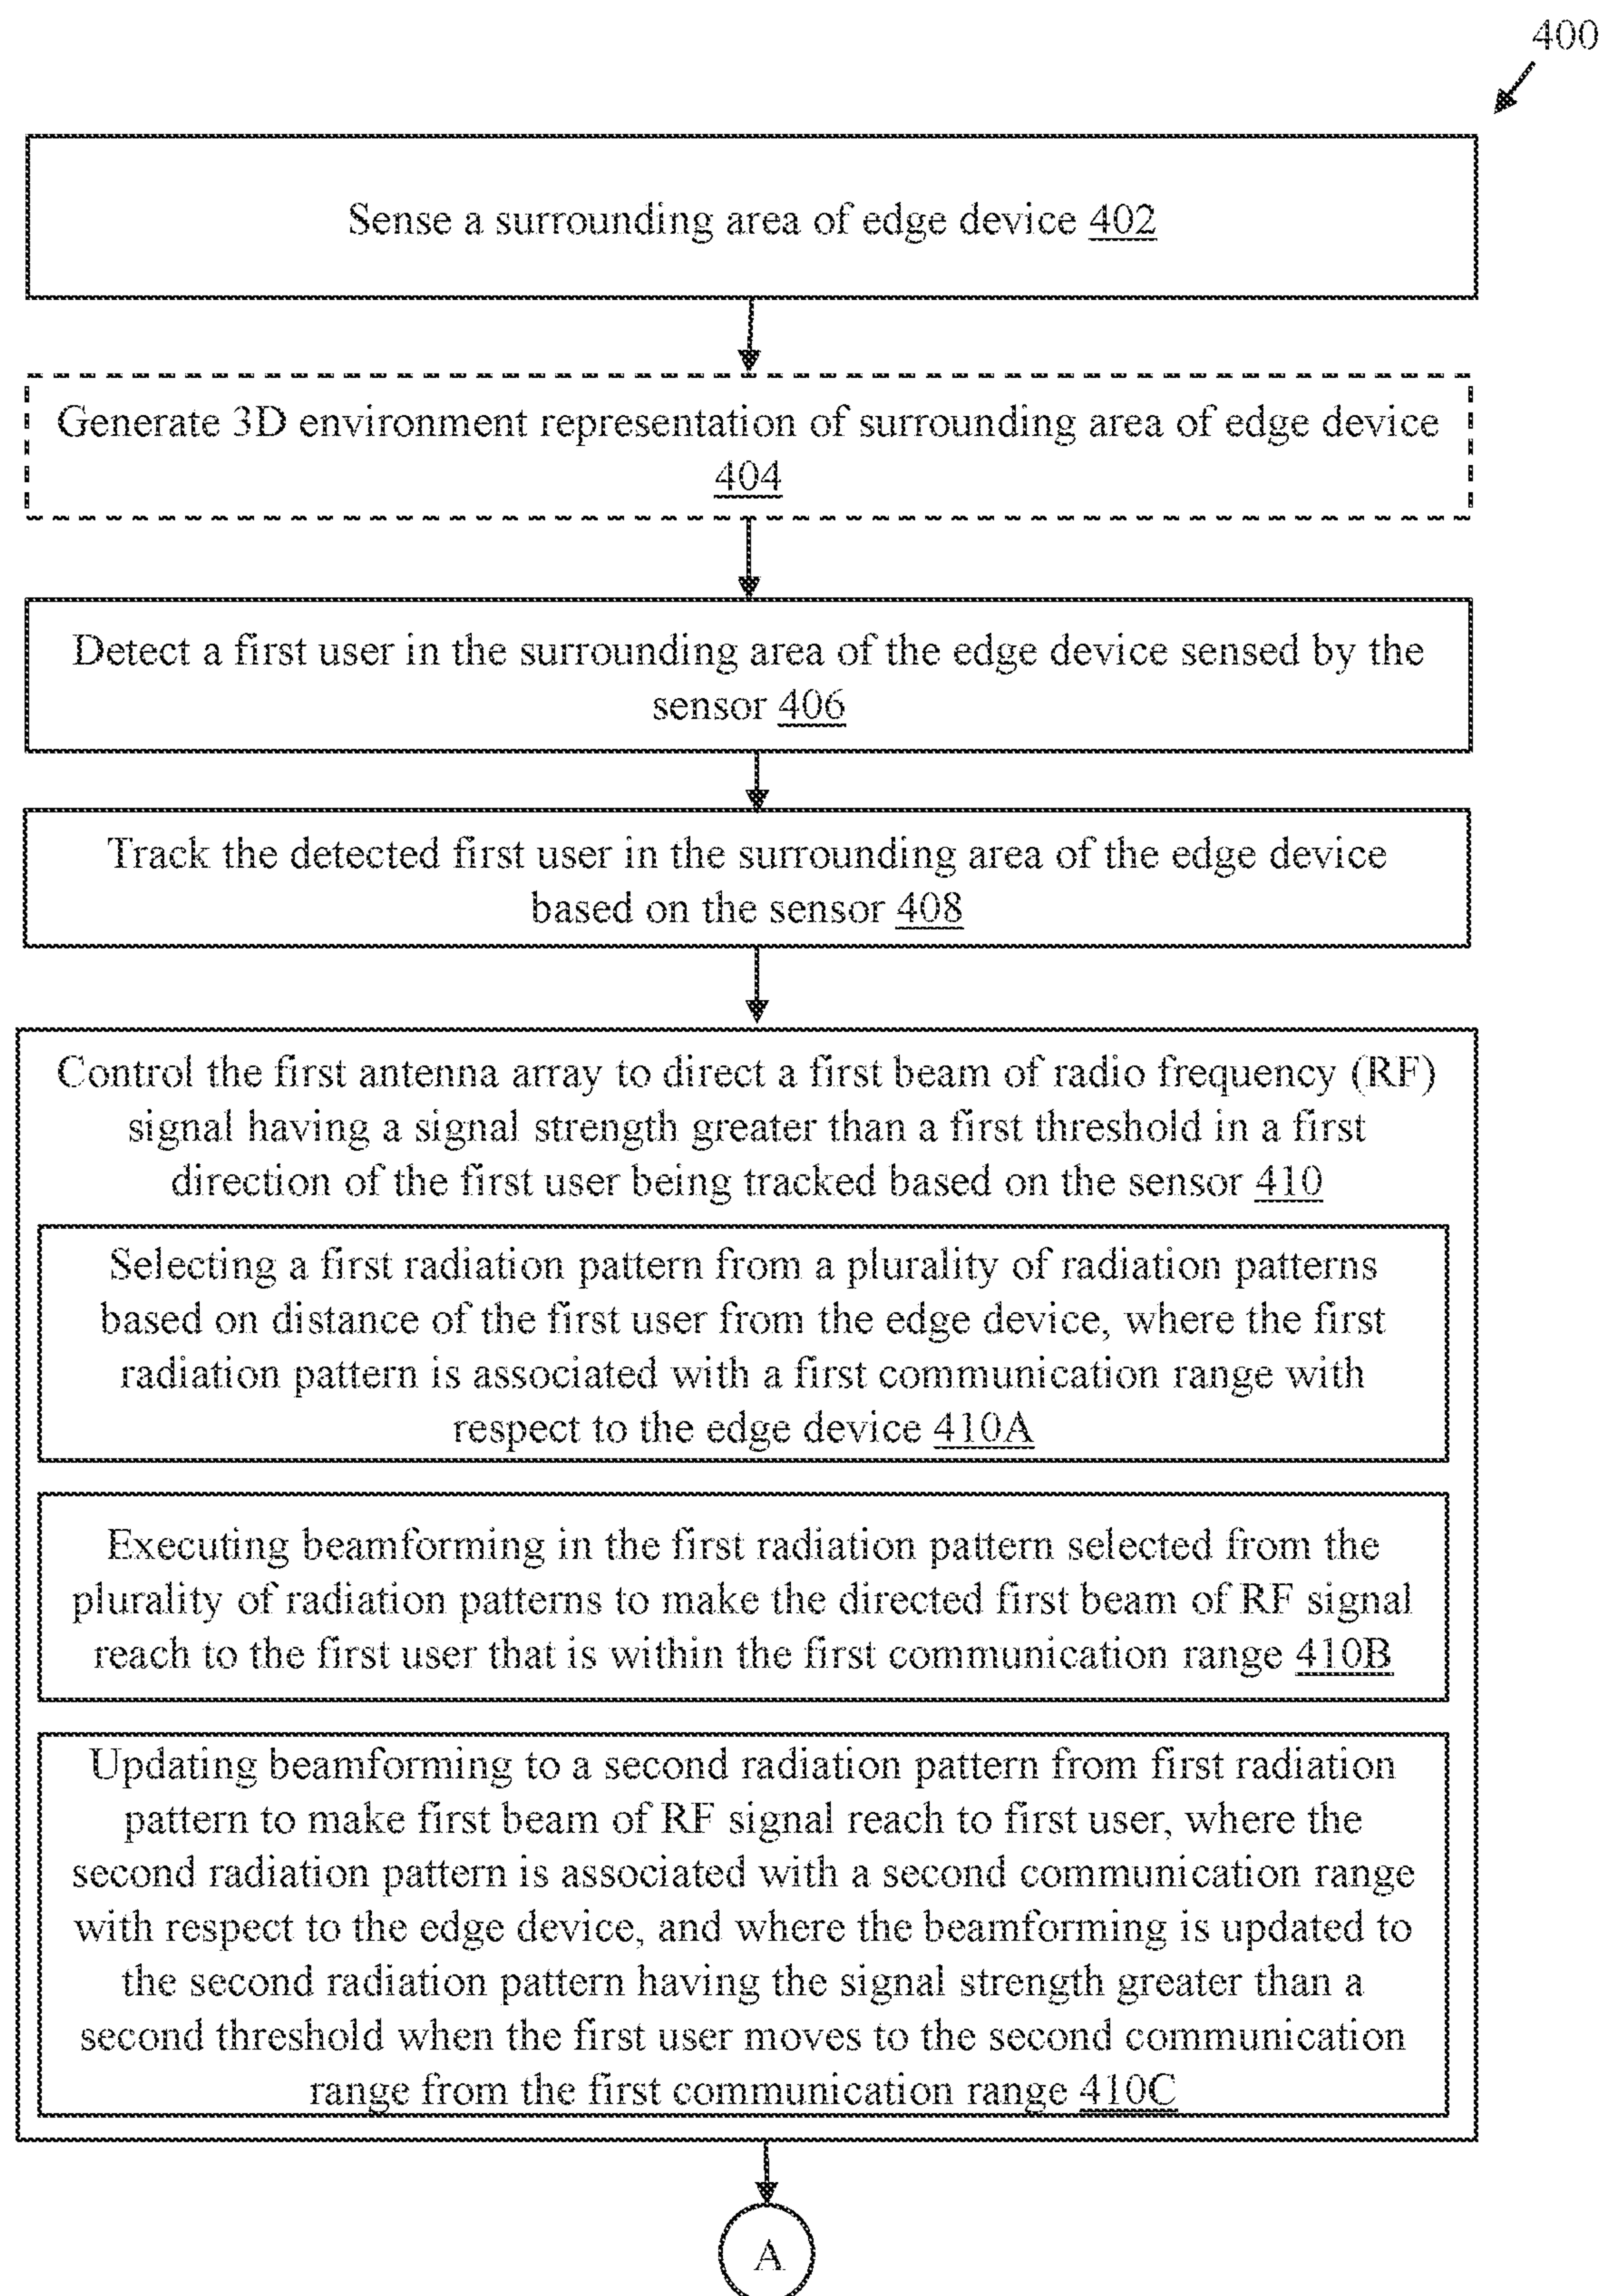 400
Sense a surrounding area of edge device 402
Generate 3D environment representation of surrounding area of edge device
404
Detect a first user in the surrounding area of the edge device sensed by the
sensor 406
Track the detected first user in the surrounding area of the edge device
based on the sensor 408
Control the first antenna array to direct a first beam of radio frequency (RF)
signal having a signal strength greater than a first threshold in a first
direction of the first user being tracked based on the sensor 410
Selecting a first radiation pattern from a plurality of radiation patterns
based on distance of the first user from the edge device, where the first
radiation pattern is associated with a first communication range with
respect to the edge device 410A
Executing beamforming in the first radiation pattern selected from the
plurality of radiation patterns to make the directed first beam of RF signal
reach to the first user that is within the first communication range 410B
Updating beamforming to a second radiation pattern from first radiation
pattern to make first beam of RF signal reach to first user, where the
second radiation pattern is associated with a second communication range
with respect to the edge device, and where the beamforming is updated to
the second radiation pattern having the signal strength greater than a
second threshold when the first user moves to the second communication
range from the first communication range 410C
A